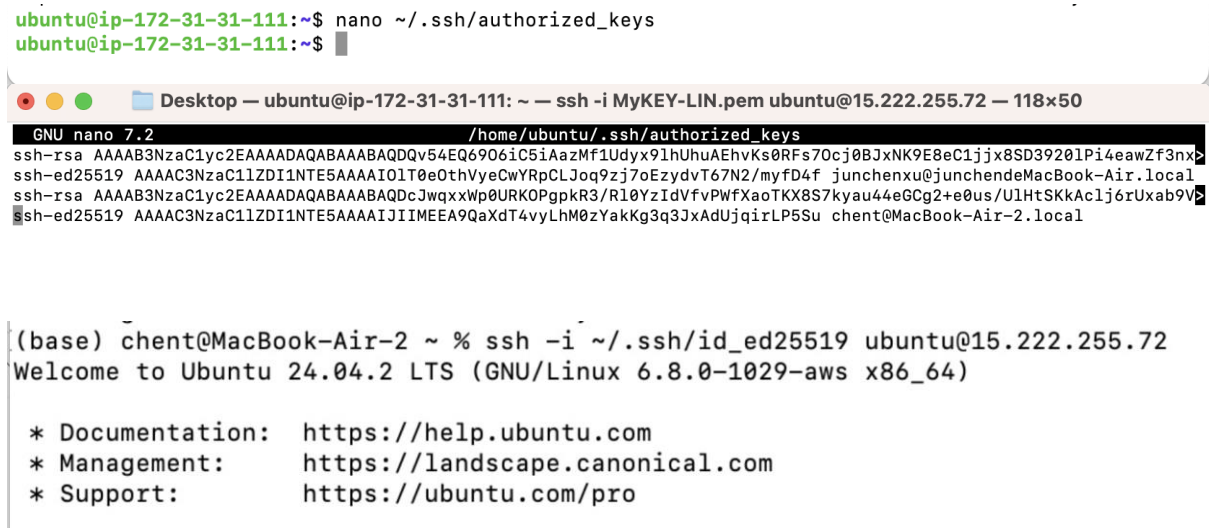 ubuntu@ip-172-31-31-111:~$ nano ~/.ssh/authorized_keys
ubuntu@ip-172-31-31-111:~$
Desktop — ubuntu@ip-172-31-31-111: ~ — ssh -i MyKEY-LIN.pem ubuntu@15.222.255.72 — 118×50
GNU nano 7.2 /home/ubuntu/.ssh/authorized_keys
ssh-rsa AAAAB3NzaC1yc2EAAAADAQABAAABAQDQv54EQ69O6iC5iAazMf1Udyx9lhUhuAEhvKs0RFs7Ocj0BJxNK9E8eC1jjx8SD3920lPi4eawZf3nx>
ssh-ed25519 AAAAC3NzaC1lZDI1NTE5AAAAIOlT0eOthVyeCwYRpCLJoq9zj7oEzydvT67N2/myfD4f junchenxu@junchendeMacBook-Air.local
ssh-rsa AAAAB3NzaC1yc2EAAAADAQABAAABAQDcJwqxxWp0URKOPgpkR3/Rl0YzIdVfvPWfXaoTKX8S7kyau44eGCg2+e0us/UlHtSKkAclj6rUxab9V>
ssh-ed25519 AAAAC3NzaC1lZDI1NTE5AAAAIJIIMEEA9QaXdT4vyLhM0zYakKg3q3JxAdUjqirLP5Su chent@MacBook-Air-2.local
(base) chent@MacBook-Air-2 ~ % ssh -i ~/.ssh/id_ed25519 ubuntu@15.222.255.72
Welcome to Ubuntu 24.04.2 LTS (GNU/Linux 6.8.0-1029-aws x86_64)
* Documentation: https://help.ubuntu.com
* Management: https://landscape.canonical.com
* Support: https://ubuntu.com/pro